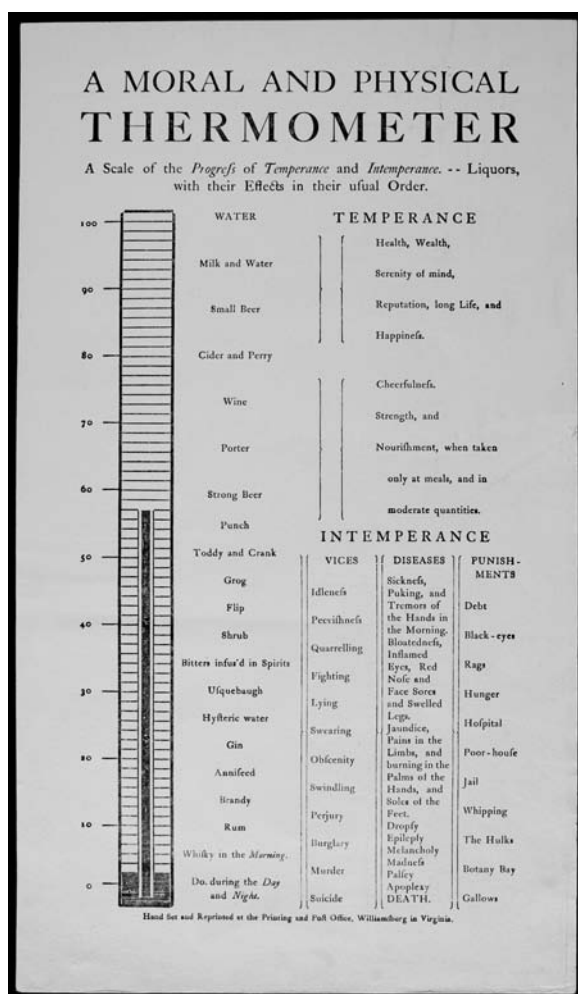 A MORAL AND PHYSICAL
THERMOMETER
A Scale of the Progreſs of Temperance and Intemperance. -- Liquors,
with their Effects in their uſual Order.
100
90
80
70
60
50
40
30
20
10
0
WATER
Milk and Water
Small Beer
Cider and Perry
Wine
Porter
Strong Beer
Punch
Toddy and Crank
Grog
Flip
Shrub
Bitters infus'd in Spirits
Uſquebaugh
Hyſteric water
Gin
Anniſeed
Brandy
Rum
Whiſky in the Morning.
Do. during the Day
and Night.
TEMPERANCE
Health, Wealth,
Serenity of mind,
Reputation, long Life, and
Happineſs.
Cheerfulneſs.
Strength, and
Nouriſhment, when taken
only at meals, and in
moderate quantities.
INTEMPERANCE
VICES
Idleneſs
Peeviſhneſs
Quarrelling
Fighting
Lying
Swearing
Obſcenity
Swindling
Perjury
Burglary
Murder
Suicide
DISEASES
Sickneſs,
Puking, and
Tremors of
the Hands in
the Morning.
Bloatedneſs,
Inflamed
Eyes, Red
Noſe and
Face Sores
and Swelled
Legs.
Jaundice,
Pains in the
Limbs, and
burning in the
Palms of the
Hands, and
Soles of the
Feet.
Dropſy
Epilepſy
Melancholy
Madneſs
Palſey
Apoplexy
DEATH.
PUNISH-
MENTS
Debt
Black-eyes
Rags
Hunger
Hoſpital
Poor-houſe
Jail
Whipping
The Hulks
Botany Bay
Gallows
Hand Set and Reprinted at the Printing and Poſt Office, Williamſburg in Virginia.